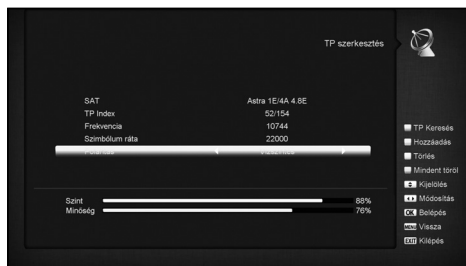 TP szerkesztés
SAT Astra 1E/4A 4.8E
TP Index 52/154
Frekvencia 10744
Szimbólum ráta 22000
TP Keresés
Hozzáadás
Törlés
Mindent töröl
Kijelölés
Módosítás
OK Belépés
MENU Vissza
EXIT Kilépés
Szint 88%
Minőség 76%